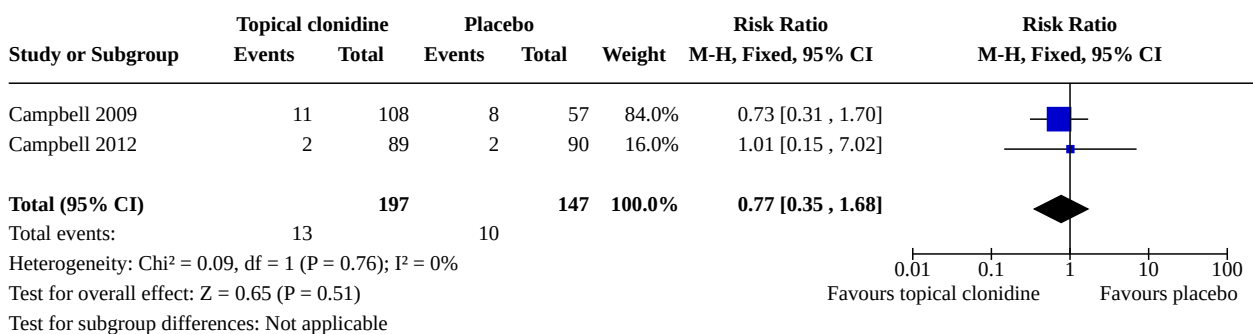 Topical clonidine Placebo Risk Ratio Risk Ratio
Study or Subgroup Events Total Events Total Weight M-H, Fixed, 95% CI M-H, Fixed, 95% CI
Campbell 2009 11 108 8 57 84.0% 0.73 [0.31 , 1.70]
Campbell 2012 2 89 2 90 16.0% 1.01 [0.15 , 7.02]
Total (95% CI) 197 147 100.0% 0.77 [0.35 , 1.68]
Total events: 13 10
Heterogeneity: Chi² = 0.09, df = 1 (P = 0.76); I² = 0%
0.01 0.1 1 10 100
Test for overall effect: Z = 0.65 (P = 0.51)
Favours topical clonidine Favours placebo
Test for subgroup differences: Not applicable